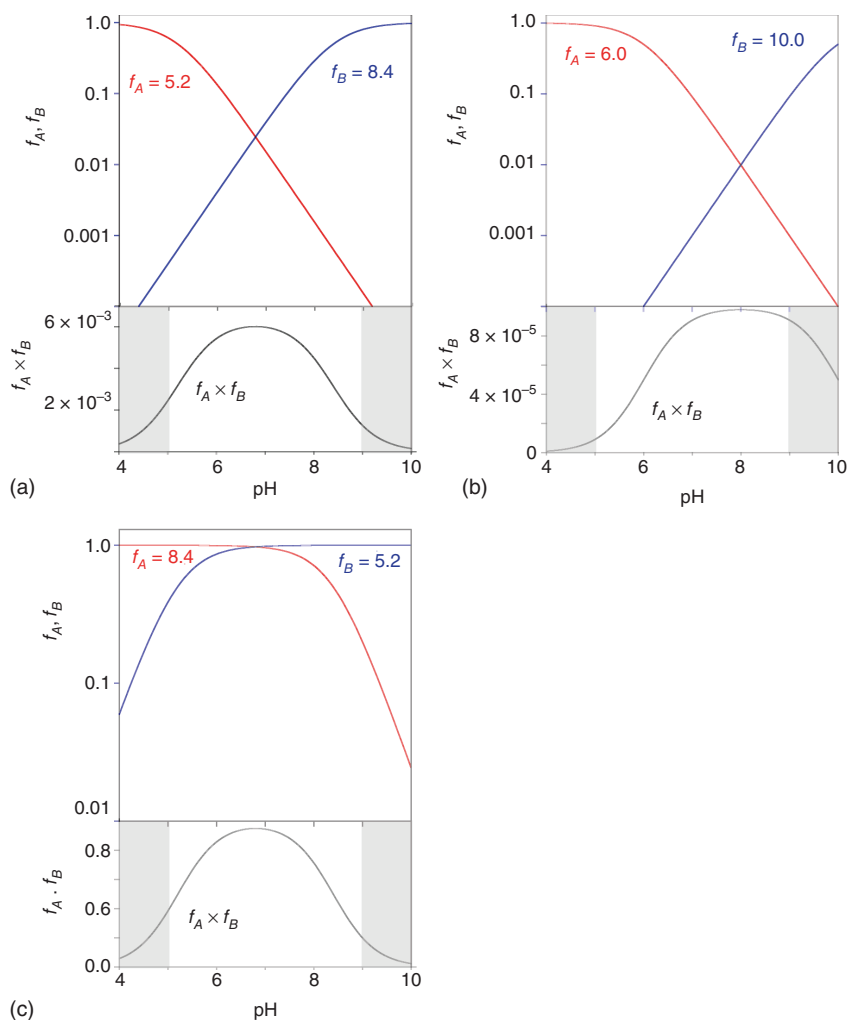 1.0
f_A = 5.2
f_B = 8.4
0.1
f_A, f_B
0.01
0.001
6 × 10⁻³
f_A × f_B
2 × 10⁻³
f_A × f_B
4 6 8 10
(a)
pH
1.0
f_A = 6.0
f_B = 10.0
0.1
f_A, f_B
0.01
0.001
8 × 10⁻⁵
f_A × f_B
4 × 10⁻⁵
f_A × f_B
0
4 6 8 10
(b)
pH
1.0
f_A = 8.4
f_B = 5.2
f_A, f_B
0.1
0.01
0.8
f_A . f_B
0.6
f_A × f_B
0.0
4 6 8 10
(c)
pH